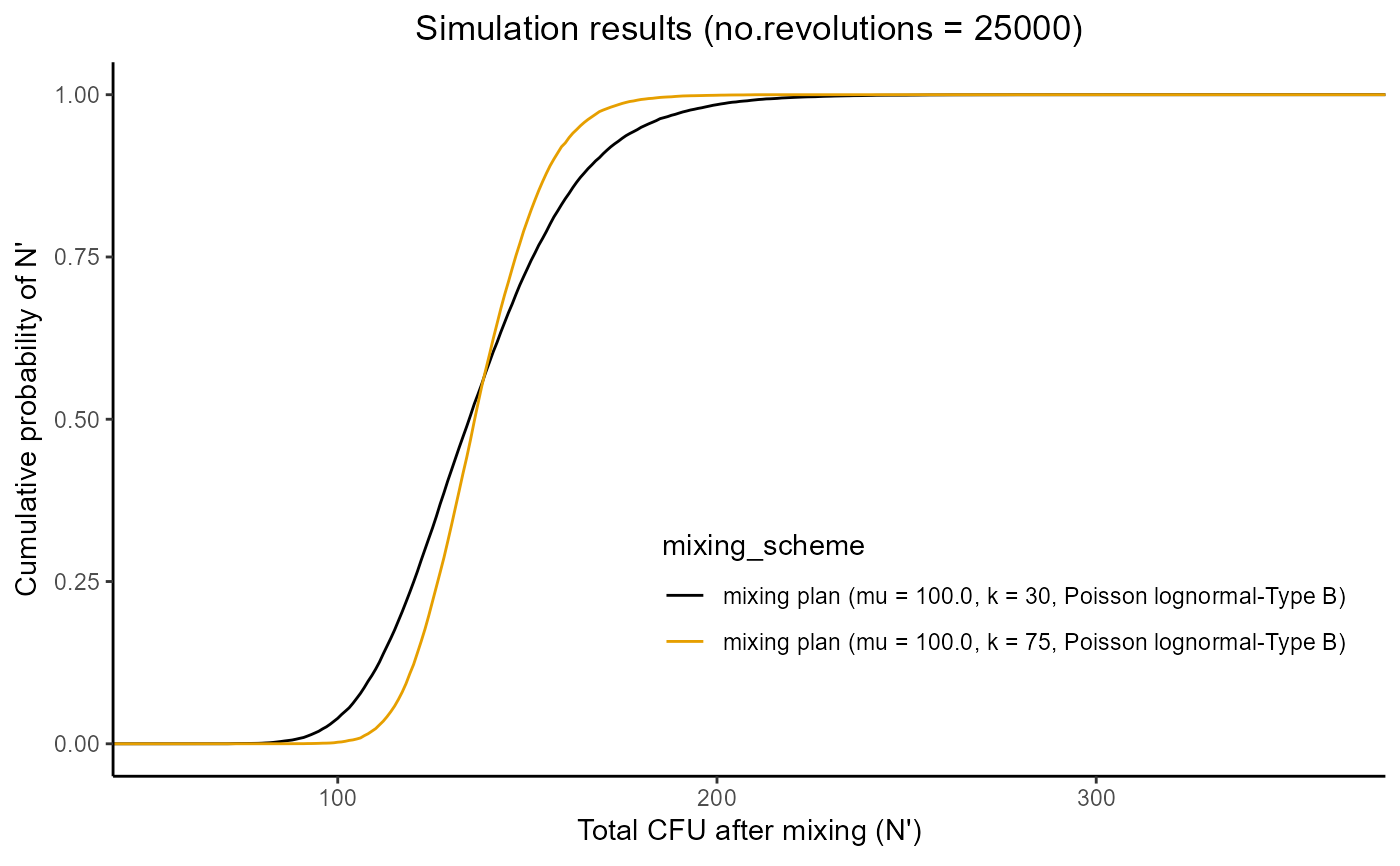 Simulation results (no.revolutions = 25000)
Cumulative probability of N'
1.00
0.75
0.50
0.25
0.00
mixing_scheme
mixing plan (mu = 100.0, k = 30, Poisson lognormal-Type B)
mixing plan (mu = 100.0, k = 75, Poisson lognormal-Type B)
100
200
300
Total CFU after mixing (N')